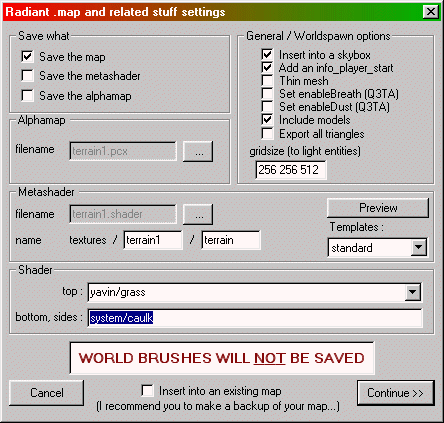 Radiant .map and related stuff settings
Save what
Save the map
Save the metashader
Save the alphamap
General / Worldspawn options
Insert into a skybox
Add an info_player_start
Thin mesh
Set enableBreath (Q3TA)
Set enableDust (Q3TA)
Include models
Export all triangles
gridsize (to light entities)
256 256 512
Alphamap
filename terrain1.pcx ...
Metashader
filename terrain1.shader ...
name textures / terrain1 / terrain
Preview
Templates :
standard
Shader
top : yavin/grass
bottom, sides : system/caulk
WORLD BRUSHES WILL NOT BE SAVED
Cancel
Insert into an existing map
(I recommend you to make a backup of your map...)
Continue >>